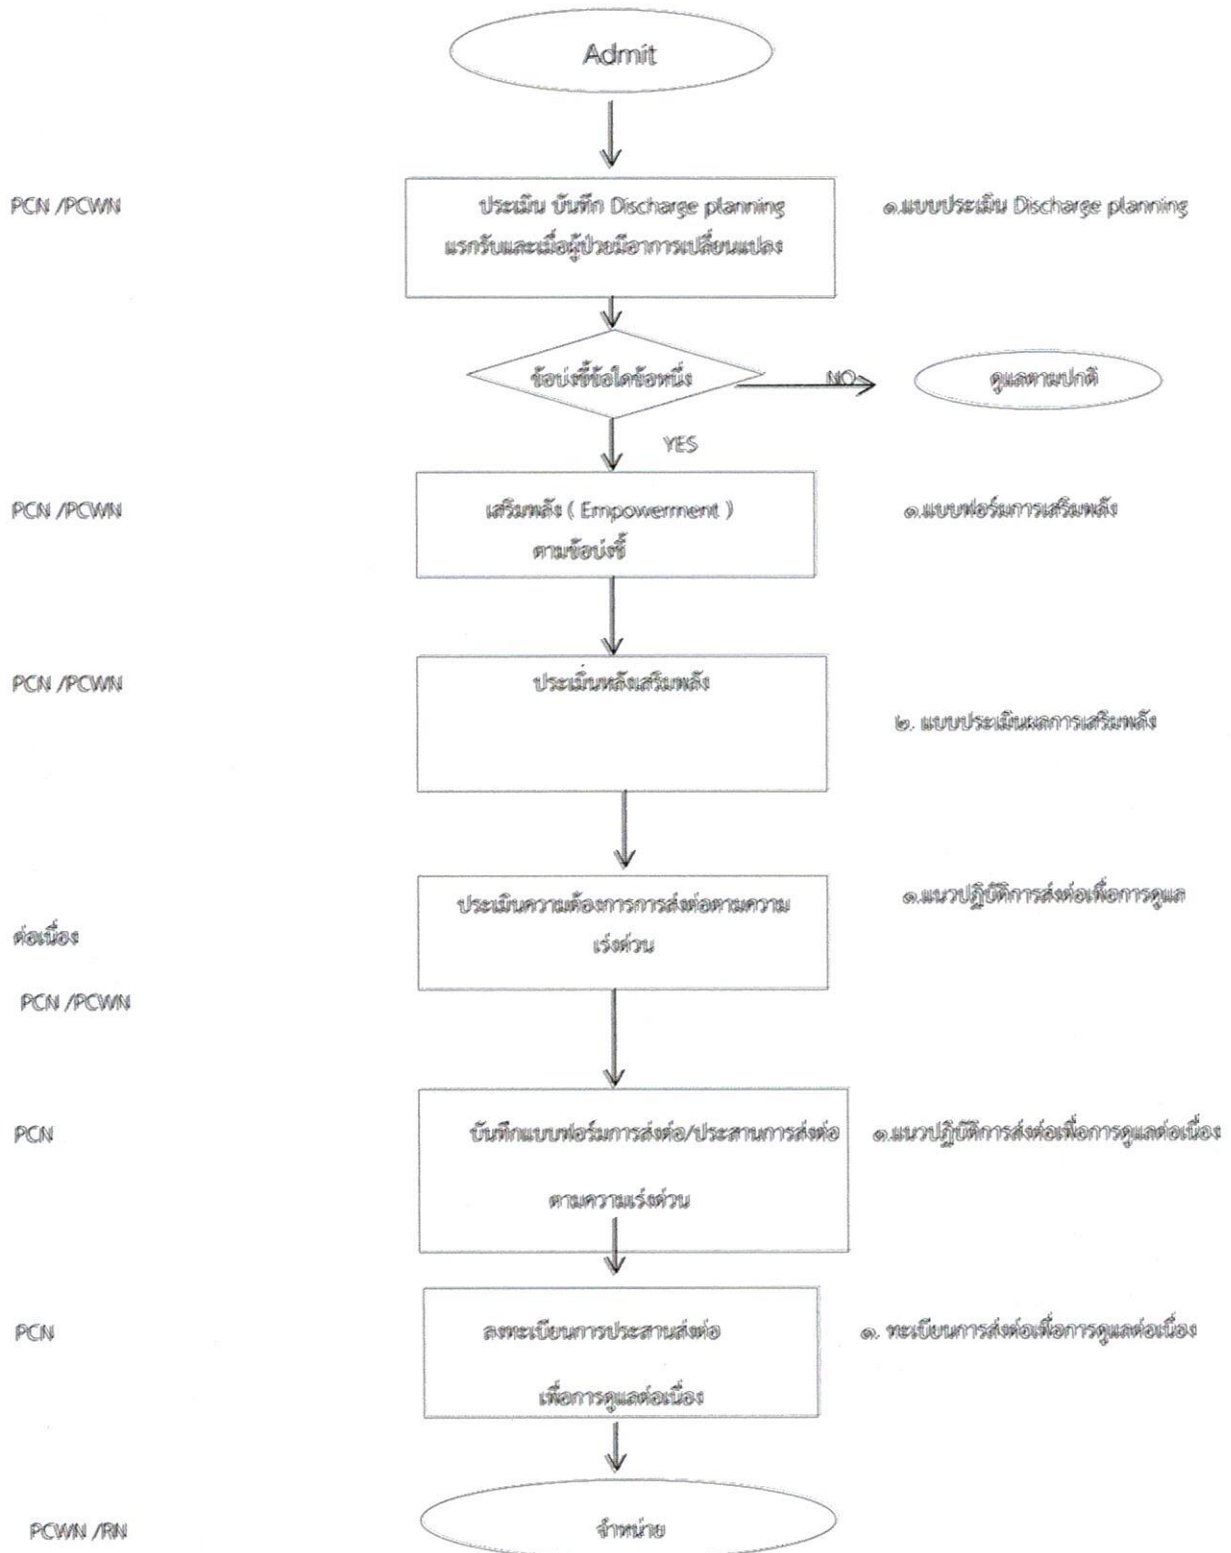 Admit
PCN /PCWN
ประเมิน บันทึก Discharge planning
แรกรับและเมื่อผู้ป่วยมีอาการเปลี่ยนแปลง
๑.แบบประเมิน Discharge planning
ข้อบ่งชี้ข้อใดข้อหนึ่ง
NO
ดูแลตามปกติ
YES
PCN /PCWN
เสริมพลัง ( Empowerment )
ตามข้อบ่งชี้
๑.แบบฟอร์มการเสริมพลัง
PCN /PCWN
ประเมิ่นหลังเสริมพลัง
๒. แบบประเมินผลการเสริมพลัง
ประเมินความต้องการการส่งต่อตามความ
เร่งด่วน
๑.แนวปฏิบัติการส่งต่อเพื่อการดูแล
ต่อเนื่อง
PCN /PCWN
PCN
บันทึกแบบฟอร์มการส่งต่อ/ประสานการส่งต่อ
ตามความเร่งด่วน
๑.แนวปฏิบัติการส่งต่อเพื่อการดูแลต่อเนื่อง
PCN
ลงทะเบียนการประสานส่งต่อ
เพื่อการดูแลต่อเนื่อง
๑. ทะเบียนการส่งต่อเพื่อการดูแลต่อเนื่อง
PCWN /RN
จำหน่าย